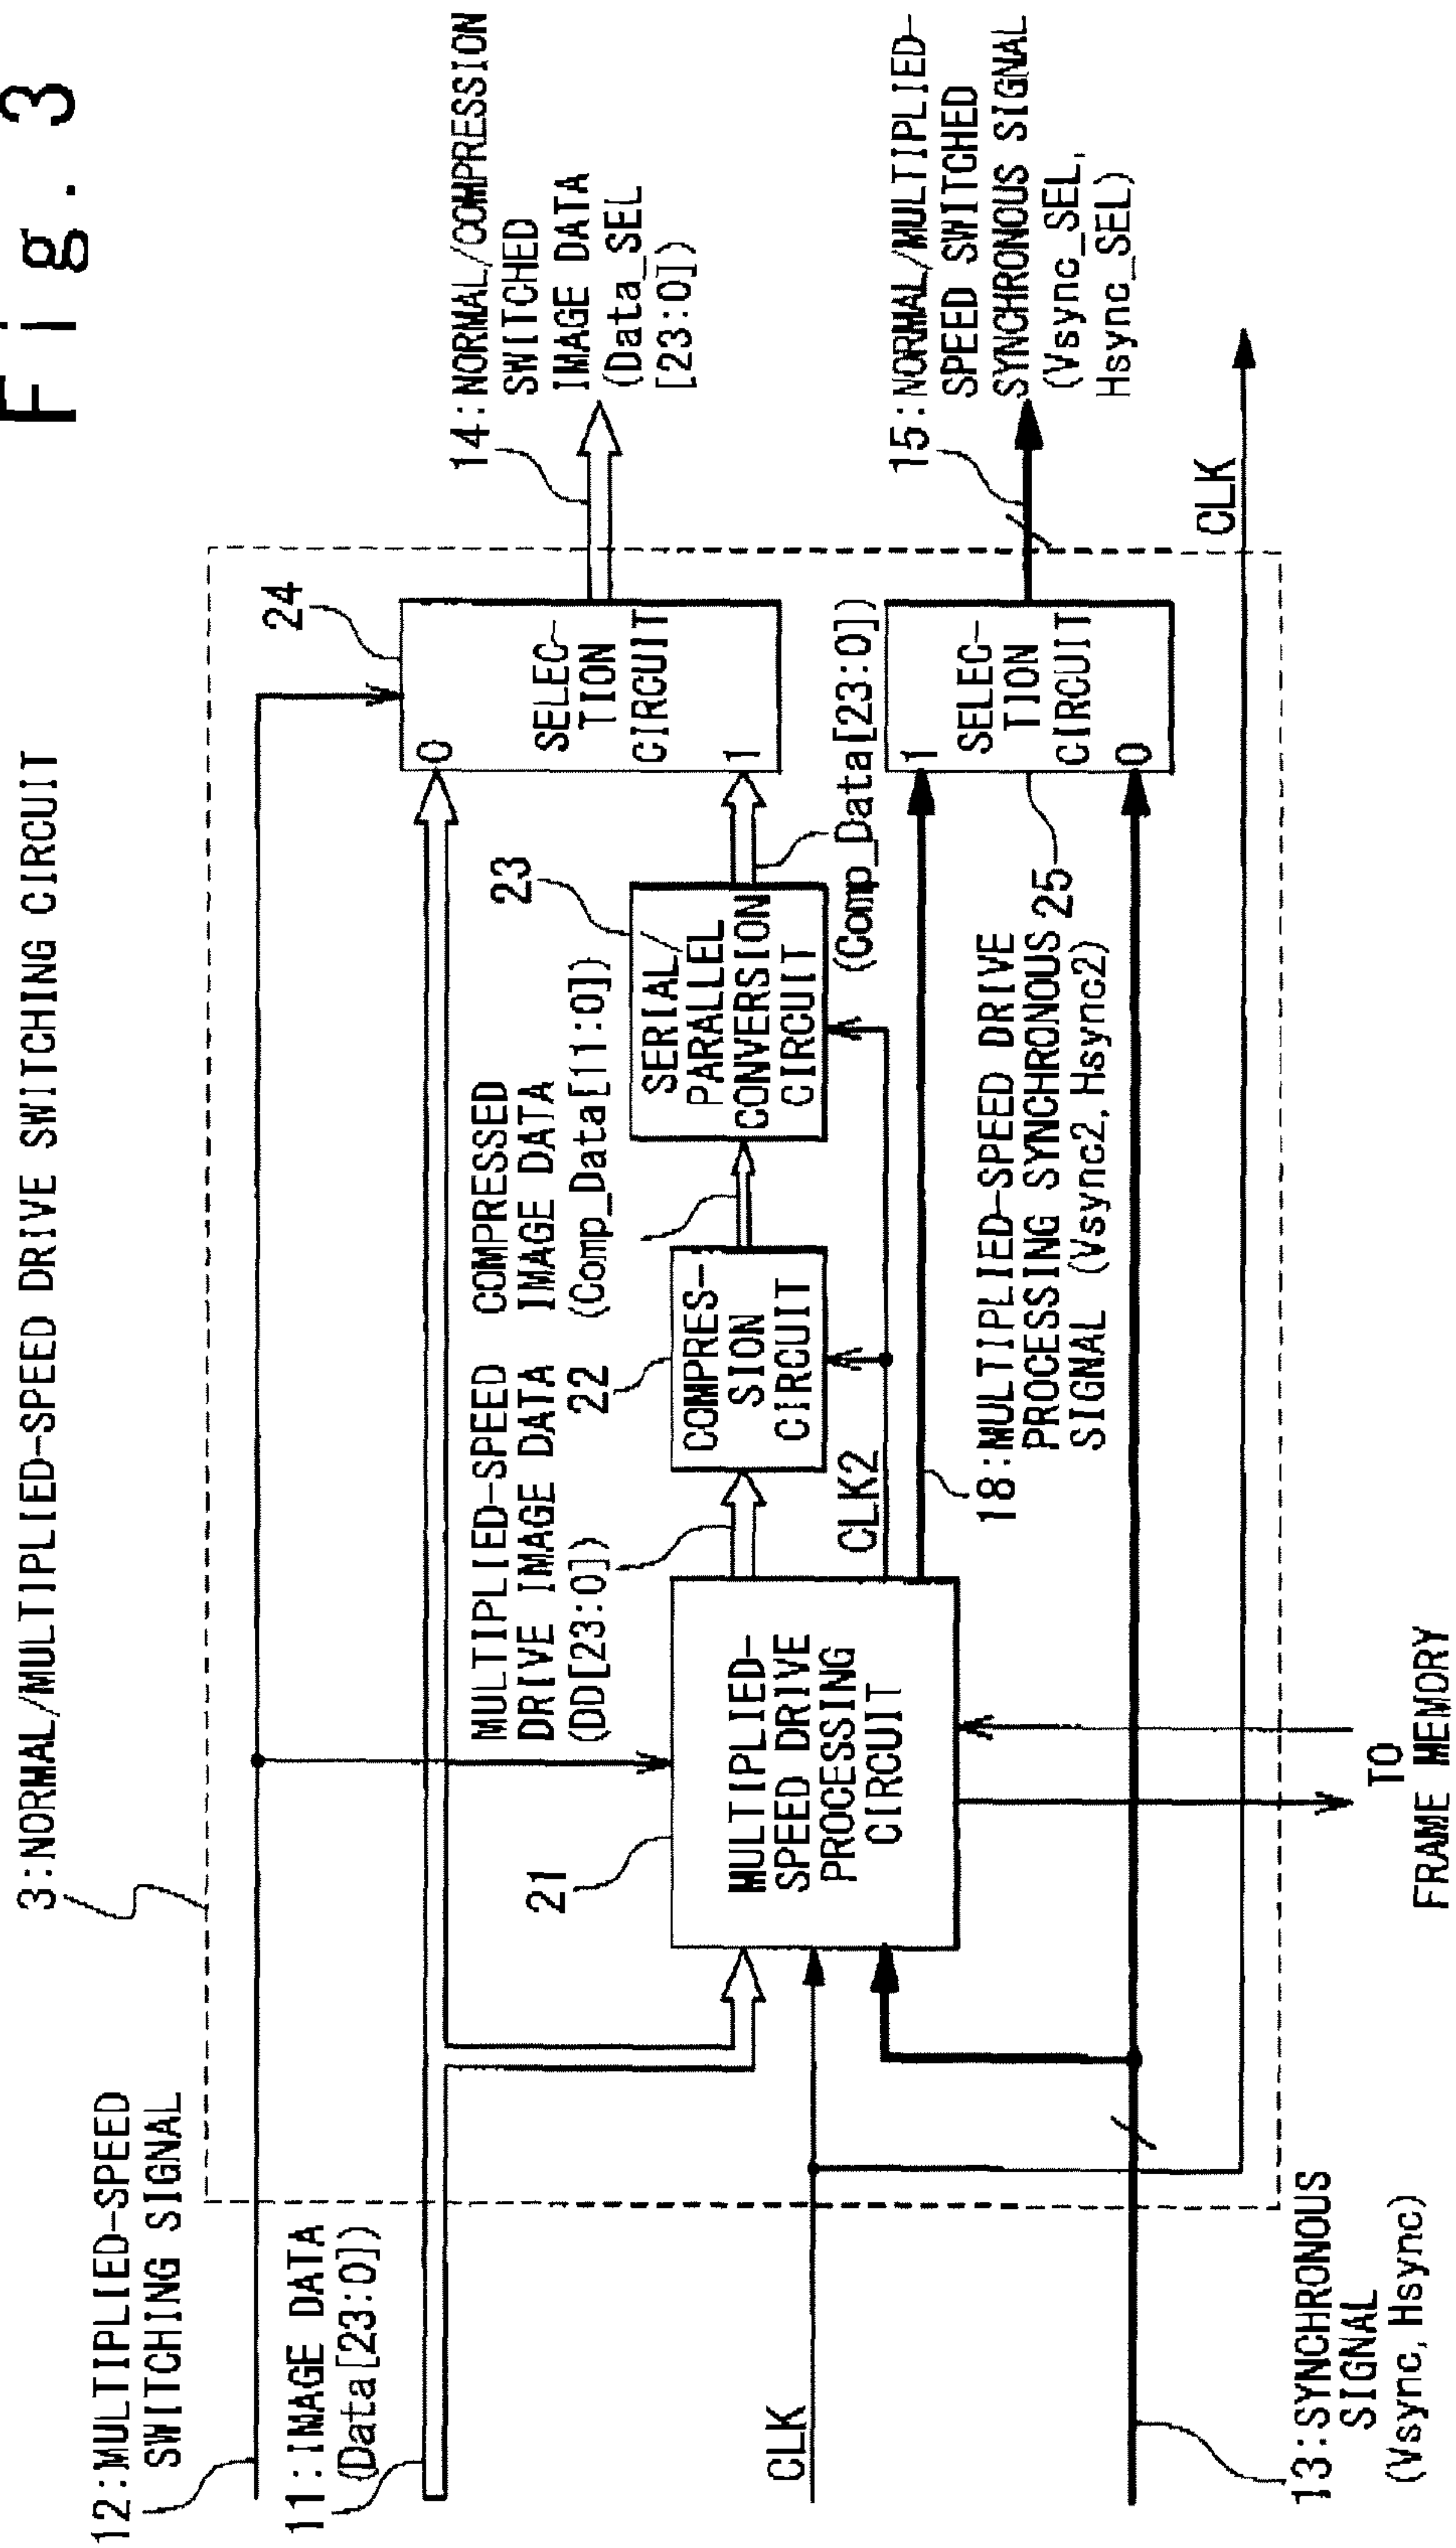 Fig. 3
3:NORMAL/MULTIPLIED-SPEED DRIVE SWITCHING CIRCUIT
12:MULTIPLIED-SPEED
SWITCHING SIGNAL
11:IMAGE DATA
(Data[23:0])
CLK
13:SYNCHRONOUS
SIGNAL
(Vsync, Hsync)
21
MULTIPLIED-
SPEED DRIVE
PROCESSING
CIRCUIT
TO
FRAME MEMORY
MULTIPLIED-SPEED
DRIVE IMAGE DATA
(DD[23:0])
22
COMPRES-
SION
CIRCUIT
CLK2
COMPRESSED
IMAGE DATA
(Comp_Data[11:0])
23
SERIAL/
PARALLEL
CONVERSION
CIRCUIT
(Comp_Data[23:0])
18:MULTIPLIED-SPEED DRIVE
PROCESSING SYNCHRONOUS
SIGNAL (Vsync2, Hsync2)
24
0
SELEC-
TION
CIRCUIT
1
25
1
SELEC-
TION
CIRCUIT
0
14:NORMAL/COMPRESSION
SWITCHED
IMAGE DATA
(Data_SEL
[23:0])
15:NORMAL/MULTIPLIED-
SPEED SWITCHED
SYNCHRONOUS SIGNAL
(Vsync_SEL,
Hsync_SEL)
CLK